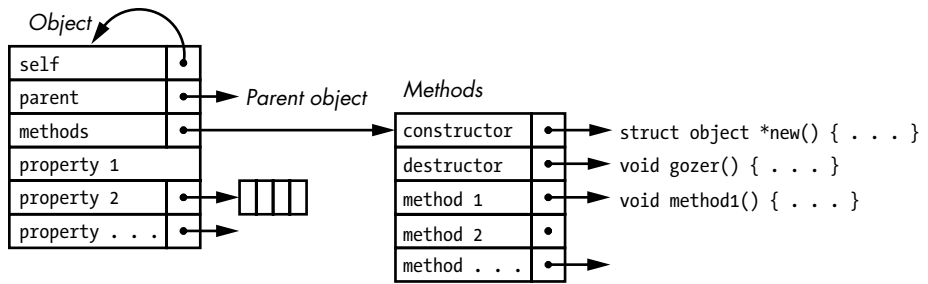 Object
self
parent
methods
property 1
property 2
property . . .
Parent object
Methods
constructor
destructor
method 1
method 2
method . . .
struct object *new() { . . . }
void gozer() { . . . }
void method1() { . . . }